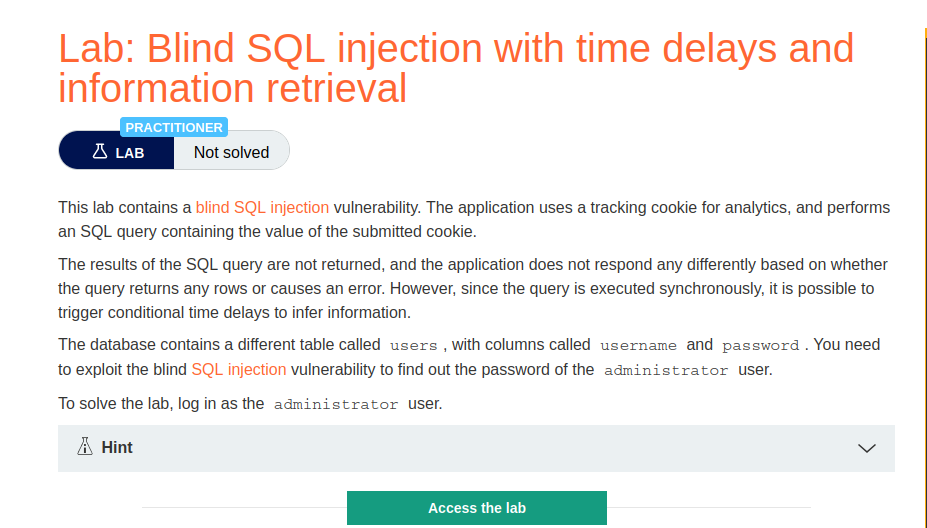 Lab: Blind SQL injection with time delays and
information retrieval
PRACTITIONER
LAB Not solved
This lab contains a blind SQL injection vulnerability. The application uses a tracking cookie for analytics, and performs
an SQL query containing the value of the submitted cookie.
The results of the SQL query are not returned, and the application does not respond any differently based on whether
the query returns any rows or causes an error. However, since the query is executed synchronously, it is possible to
trigger conditional time delays to infer information.
The database contains a different table called users , with columns called username and password . You need
to exploit the blind SQL injection vulnerability to find out the password of the administrator user.
To solve the lab, log in as the administrator user.
Hint
Access the lab